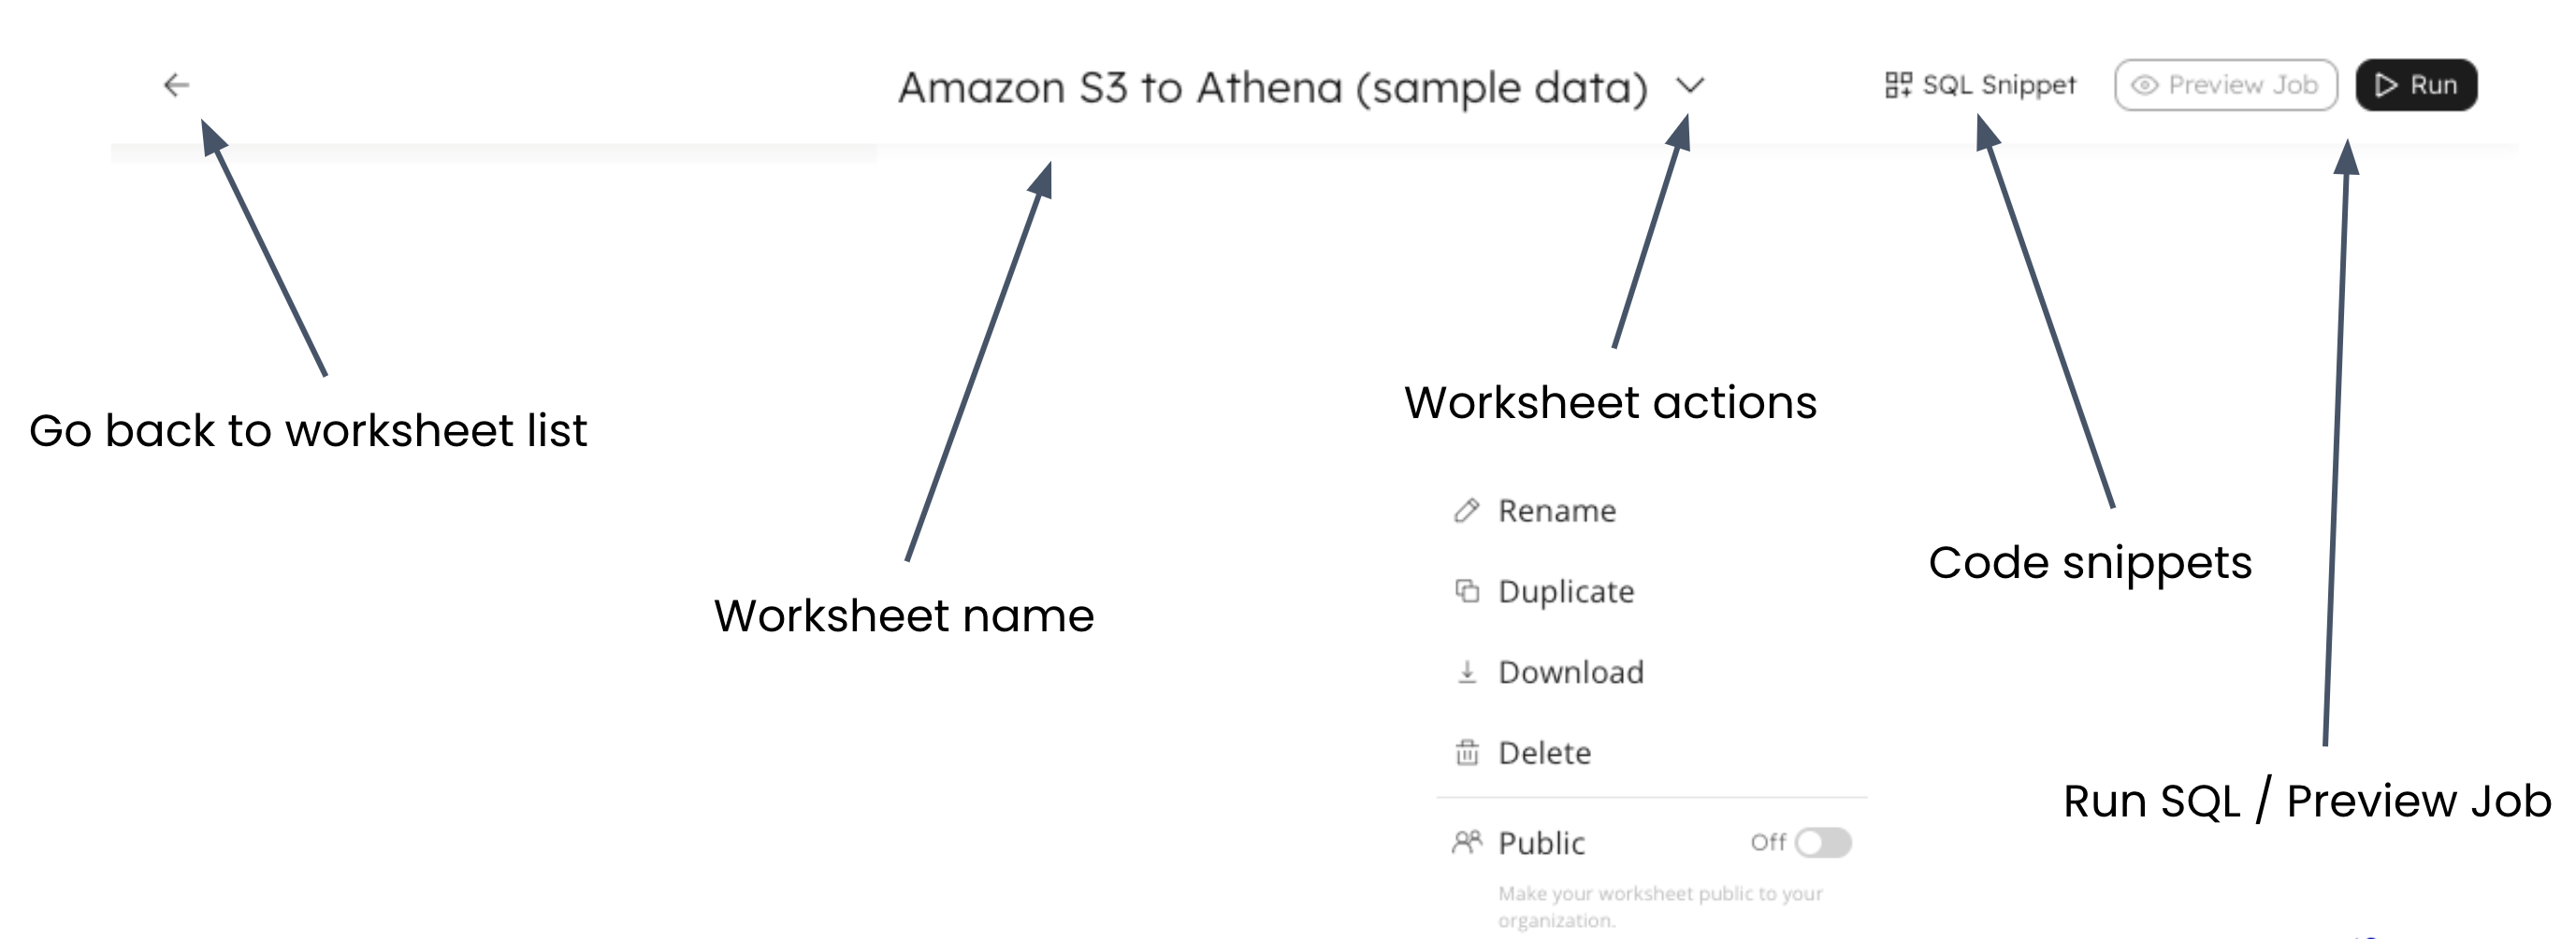 Amazon S3 to Athena (sample data)
SQL Snippet
Preview Job
Run
Go back to worksheet list
Worksheet name
Worksheet actions
Rename
Duplicate
Download
Delete
Public
Off
Make your worksheet public to your
organization.
Code snippets
Run SQL / Preview Job